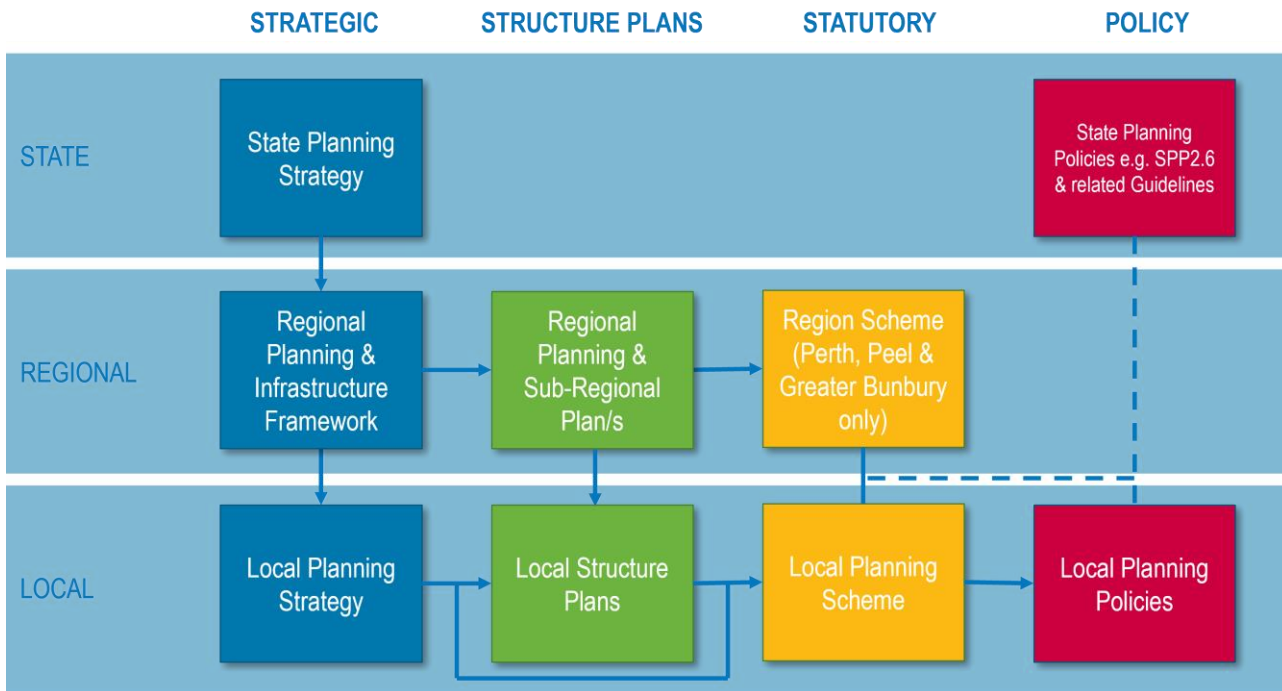 STRATEGIC
STRUCTURE PLANS
STATUTORY
POLICY
STATE
State Planning
Strategy
State Planning
Policies e.g. SPP2.6
& related Guidelines
REGIONAL
Regional
Planning &
Infrastructure
Framework
Regional
Planning &
Sub-Regional
Plan/s
Region Scheme
(Perth, Peel &
Greater Bunbury
only)
LOCAL
Local Planning
Strategy
Local Structure
Plans
Local Planning
Scheme
Local Planning
Policies